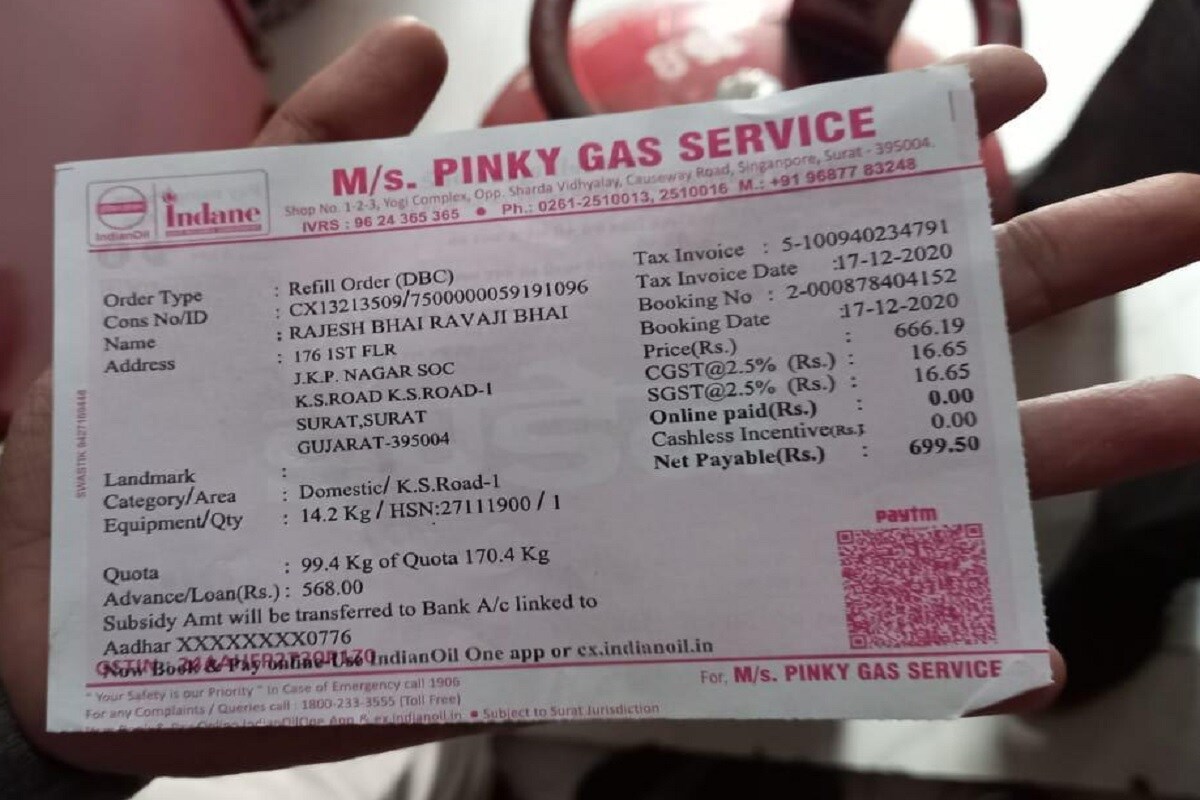 M/s. PINKY GAS SERVICE
Shop No. 1-2-3, Yogi Complex, Opp. Sharda Vidhyalay, Causeway Road, Singanpore, Surat - 395004.
IVRS : 96 24 365 365 • Ph.: 0261-2510013, 2510016 M.: +91 96877 83248
IndianOil
Indane
Order Type : Refill Order (DBC)
Cons No/ID : CX13213509/7500000059191096
Name : RAJESH BHAI RAVAJI BHAI
Address : 176 1ST FLR
J.K.P. NAGAR SOC
K.S.ROAD K.S.ROAD-1
SURAT,SURAT
GUJARAT-395004
Landmark :
Category/Area : Domestic/ K.S.Road-1
Equipment/Qty : 14.2 Kg / HSN:27111900 / 1
Quota : 99.4 Kg of Quota 170.4 Kg
Advance/Loan(Rs.) : 568.00
Subsidy Amt will be transferred to Bank A/c linked to
Aadhar XXXXXXXX0776
Now Book & Pay online Use IndianOil One app or cx.indianoil.in
Tax Invoice : 5-100940234791
Tax Invoice Date :17-12-2020
Booking No : 2-000878404152
Booking Date :17-12-2020
Price(Rs.) : 666.19
CGST@2.5% (Rs.) : 16.65
SGST@2.5% (Rs.) : 16.65
Online paid(Rs.) : 0.00
Cashless Incentive(Rs.): 0.00
Net Payable(Rs.) : 699.50
paytm
For, M/s. PINKY GAS SERVICE
" Your Safety is our Priority " In Case of Emergency call 1906
For any Complaints / Queries call : 1800-233-3555 (Toll Free)
• Subject to Surat Jurisdiction